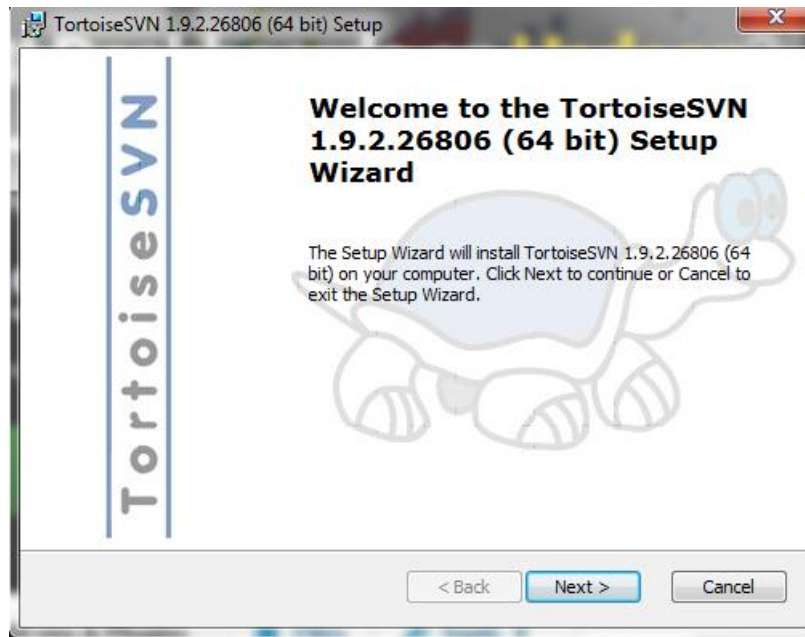 TortoiseSVN 1.9.2.26806 (64 bit) Setup
TortoiseSVN
Welcome to the TortoiseSVN
1.9.2.26806 (64 bit) Setup
Wizard
The Setup Wizard will install TortoiseSVN 1.9.2.26806 (64
bit) on your computer. Click Next to continue or Cancel to
exit the Setup Wizard.
< Back
Next >
Cancel